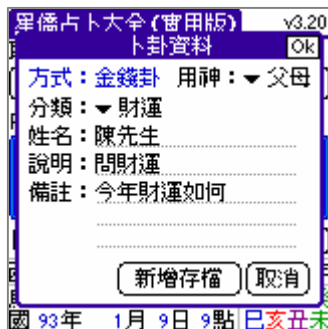 星僑占卜大全(實用版) v3.20
卜卦資料 Ok
方式：金錢卦 用神：▼父母
分類：▼財運
姓名：陳先生
說明：問財運
備註：今年財運如何
新增存檔 取消
國 93年 1月 9日 9點 巳亥丑未